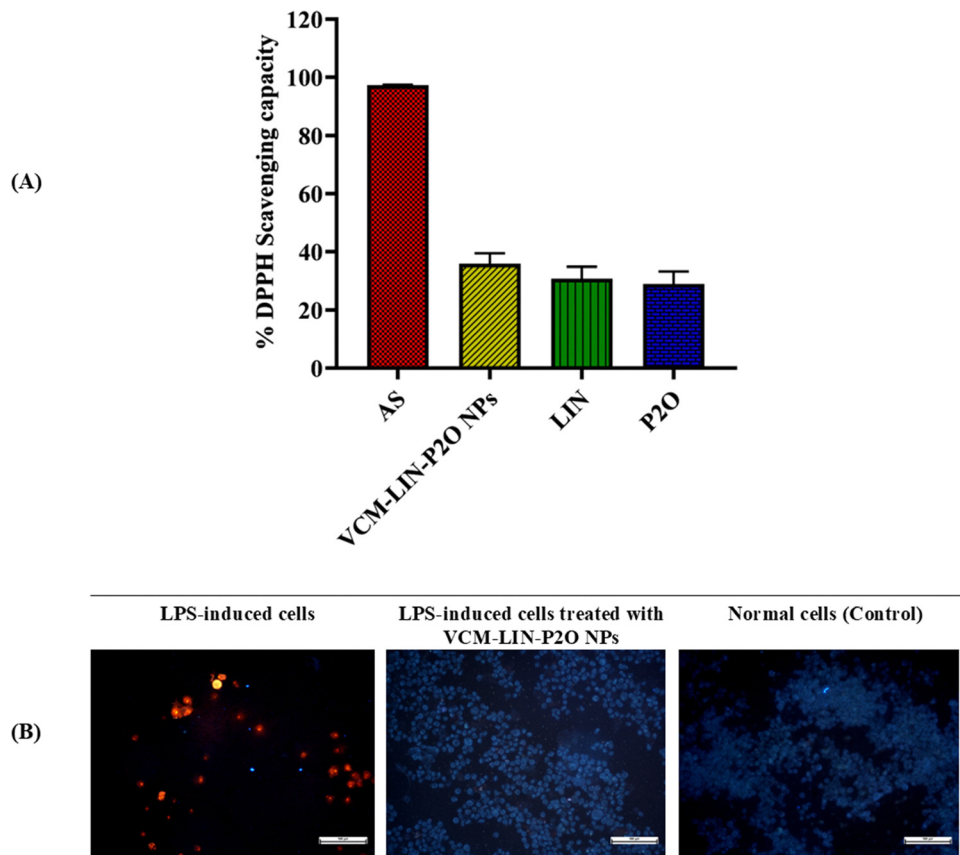 (A)
% DPPH Scavenging capacity
120
100
80
60
40
20
0
AS
VCM-LIN-P2O NPs
LIN
P2O
(B)
LPS-induced cells
LPS-induced cells treated with
VCM-LIN-P2O NPs
Normal cells (Control)